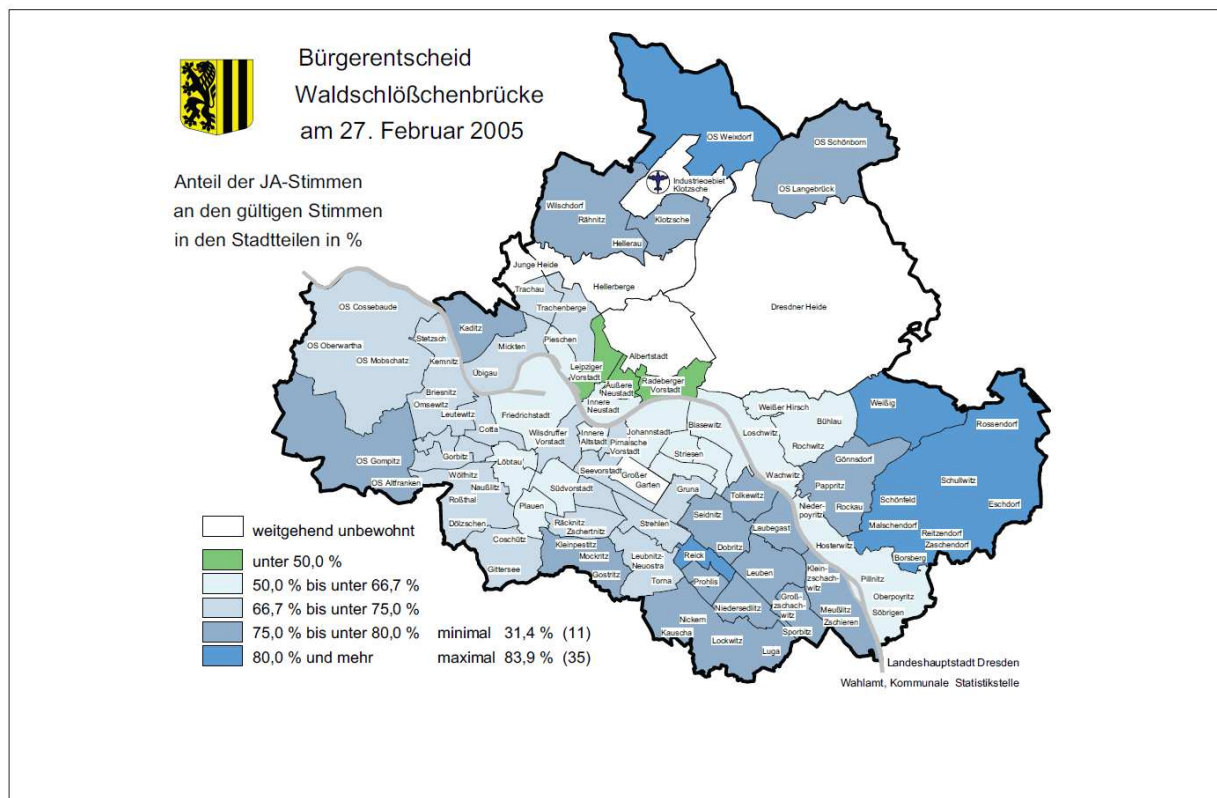 Bürgerentscheid
Waldschlößchenbrücke
am 27. Februar 2005
Anteil der JA-Stimmen
an den gültigen Stimmen
in den Stadtteilen in %
OS Weixdorf
OS Schönborn
Industriegebiet
Klotzsche
OS Langebrück
Wilschdorf
Rähnitz
Klotzsche
Hellerau
Junge Heide
Hellerberge
Trachau
Dresdner Heide
OS Cossebaude
Trachenberge
Kaditz
Stetzsch
Pieschen
OS Oberwartha
Mickten
OS Mobschatz
Kemnitz
Albertstadt
Übigau
Leipziger
Vorstadt
Äußere
Neustadt
Radeberger
Vorstadt
Briesnitz
Omsewitz
Innere
Neustadt
Leutewitz
Friedrichstadt
Weißer Hirsch
Weißig
Bühlau
Rossendorf
Cotta
Wilsdruffer
Vorstadt
Innere
Altstadt
Johannstadt
Pirnaische
Vorstadt
Blasewitz
Loschwitz
Rochwitz
Gönnsdorf
Gorbitz
Löbtau
Striesen
OS Gompitz
Wölfnitz
Seevorstadt
Großer
Garten
Wachwitz
Schullwitz
OS Altfranken
Naußlitz
Südvorstadt
Gruna
Tolkewitz
Pappritz
Rockau
Schönfeld
Eschdorf
Roßthal
Plauen
Seidnitz
Nieder-
poyritz
Dölzschen
Räcknitz
Zschertnitz
Strehlen
Laubegast
Malschendorf
Reitzendorf
Zaschendorf
Coschütz
Kleinpestitz
Mockritz
Leubnitz-
Neuostra
Reick
Dobritz
Hosterwitz
Borsberg
Gittersee
Gostritz
Torna
Prohlis
Leuben
Klein-
zschach-
witz
Pillnitz
Oberpoyritz
Söbrigen
Niedersedlitz
Groß-
zschach-
witz
Meußlitz
Zschieren
Nickern
Kauscha
Lockwitz
Sporbitz
Luga
weitgehend unbewohnt
unter 50,0 %
50,0 % bis unter 66,7 %
66,7 % bis unter 75,0 %
75,0 % bis unter 80,0 % minimal 31,4 % (11)
80,0 % und mehr maximal 83,9 % (35)
Landeshauptstadt Dresden
Wahlamt, Kommunale Statistikstelle